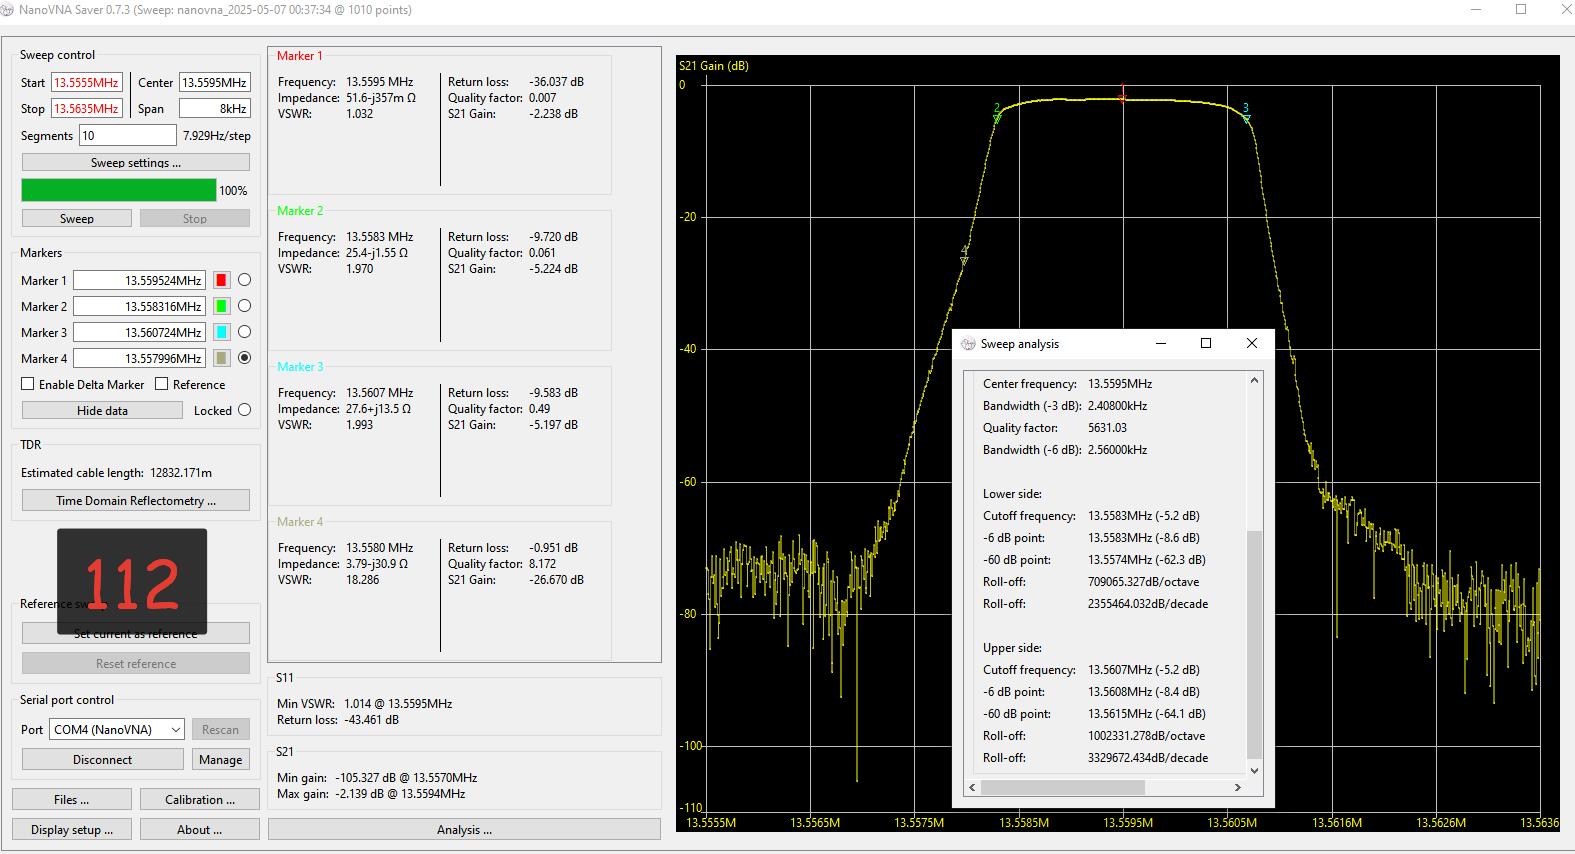 NanoVNA Saver 0.7.3 (Sweep: nanovna_2025-05-07 00:37:34 @ 1010 points)
Sweep control
Start 13.5555MHz Center 13.5595MHz
Stop 13.5635MHz Span 8kHz
Segments 10 7.929Hz/step
Sweep settings ...
100%
Sweep Stop
Markers
Marker 1 13.559524MHz
Marker 2 13.558316MHz
Marker 3 13.560724MHz
Marker 4 13.557996MHz
Enable Delta Marker Reference
Hide data Locked
TDR
Estimated cable length: 12832.171m
Time Domain Reflectometry ...
112
Reference sweep
Set current as reference
Reset reference
Serial port control
Port COM4 (NanoVNA) Rescan
Disconnect Manage
Files ... Calibration ...
Display setup ... About ...
Marker 1
Frequency: 13.5595 MHz Return loss: -36.037 dB
Impedance: 51.6-j357m Ω Quality factor: 0.007
VSWR: 1.032 S21 Gain: -2.238 dB
Marker 2
Frequency: 13.5583 MHz Return loss: -9.720 dB
Impedance: 25.4-j1.55 Ω Quality factor: 0.061
VSWR: 1.970 S21 Gain: -5.224 dB
Marker 3
Frequency: 13.5607 MHz Return loss: -9.583 dB
Impedance: 27.6+j13.5 Ω Quality factor: 0.49
VSWR: 1.993 S21 Gain: -5.197 dB
Marker 4
Frequency: 13.5580 MHz Return loss: -0.951 dB
Impedance: 3.79-j30.9 Ω Quality factor: 8.172
VSWR: 18.286 S21 Gain: -26.670 dB
S11
Min VSWR: 1.014 @ 13.5595MHz
Return loss: -43.461 dB
S21
Min gain: -105.327 dB @ 13.5570MHz
Max gain: -2.139 dB @ 13.5594MHz
Analysis ...
S21 Gain (dB)
0
-20
-40
-60
-80
-100
-110
1
2
3
4
13.5555M 13.5565M 13.5575M 13.5585M 13.5595M 13.5605M 13.5616M 13.5626M 13.5636
Sweep analysis
Center frequency: 13.5595MHz
Bandwidth (-3 dB): 2.40800kHz
Quality factor: 5631.03
Bandwidth (-6 dB): 2.56000kHz
Lower side:
Cutoff frequency: 13.5583MHz (-5.2 dB)
-6 dB point: 13.5583MHz (-8.6 dB)
-60 dB point: 13.5574MHz (-62.3 dB)
Roll-off: 709065.327dB/octave
Roll-off: 2355464.032dB/decade
Upper side:
Cutoff frequency: 13.5607MHz (-5.2 dB)
-6 dB point: 13.5608MHz (-8.4 dB)
-60 dB point: 13.5615MHz (-64.1 dB)
Roll-off: 1002331.278dB/octave
Roll-off: 3329672.434dB/decade